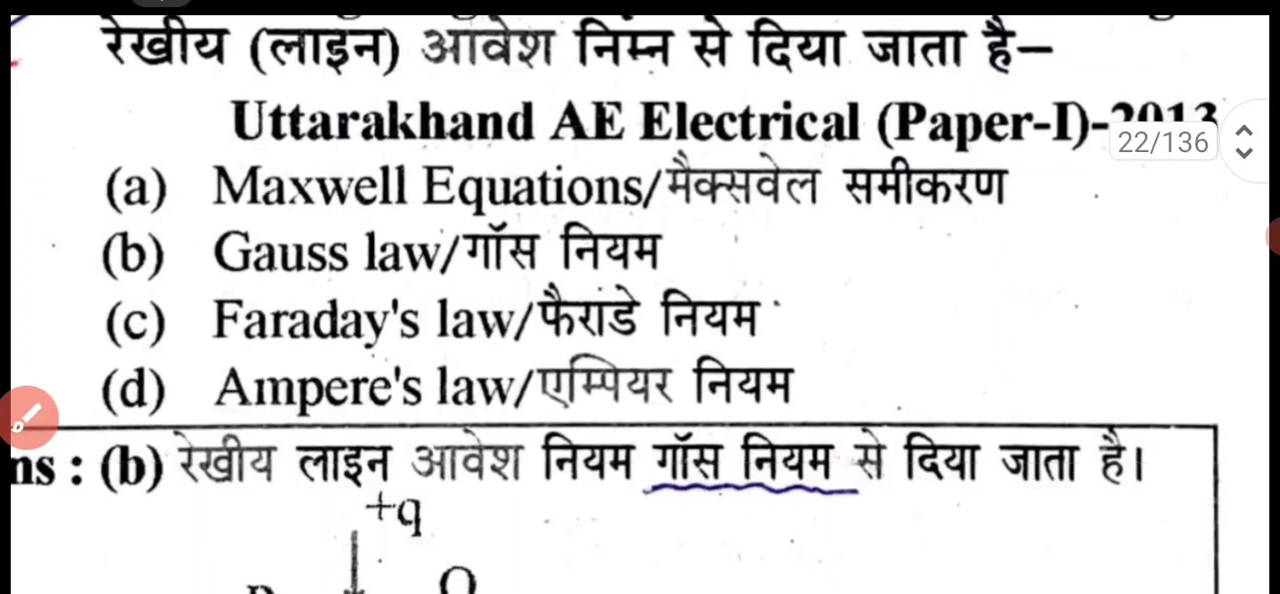 रेखीय (लाइन) आवेश निम्न से दिया जाता है–
Uttarakhand AE Electrical (Paper-I)-2013
22/136
(a) Maxwell Equations/मैक्सवेल समीकरण
(b) Gauss law/गॉस नियम
(c) Faraday's law/फैराडे नियम
(d) Ampere's law/एम्पियर नियम
ns : (b) रेखीय लाइन आवेश नियम गॉस नियम से दिया जाता है।
+q
Q